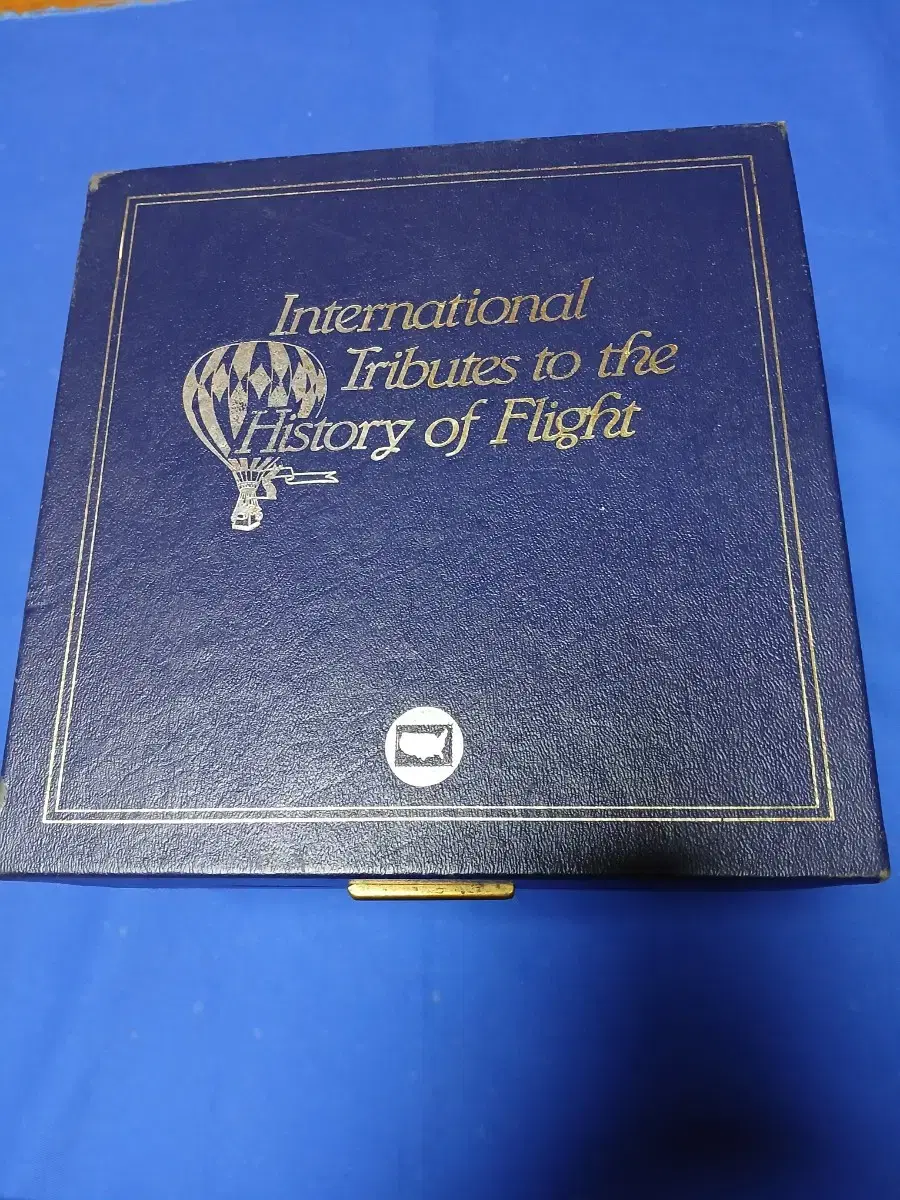 International
Tributes to the
History of Flight